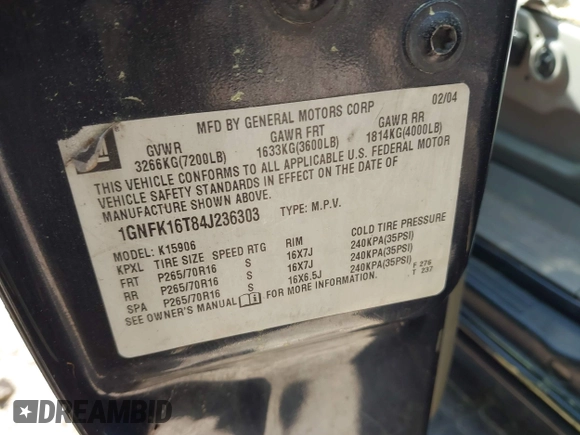 MFD BY GENERAL MOTORS CORP 02/04
GVWR GAWR FRT GAWR RR
3266KG(7200LB) 1633KG(3600LB) 1814KG(4000LB)
THIS VEHICLE CONFORMS TO ALL APPLICABLE U.S. FEDERAL MOTOR
VEHICLE SAFETY STANDARDS IN EFFECT ON THE DATE OF
MANUFACTURE SHOWN ABOVE.
1GNFK16T84J236303 TYPE: M.P.V.
MODEL: K15906
KPXL TIRE SIZE SPEED RTG RIM COLD TIRE PRESSURE
FRT P265/70R16 S 16X7J 240KPA(35PSI)
RR P265/70R16 S 16X7J 240KPA(35PSI)
SPA P265/70R16 S 16X6.5J 240KPA(35PSI)
SEE OWNER'S MANUAL FOR MORE INFORMATION.
F 276
T 237
DREAMBID